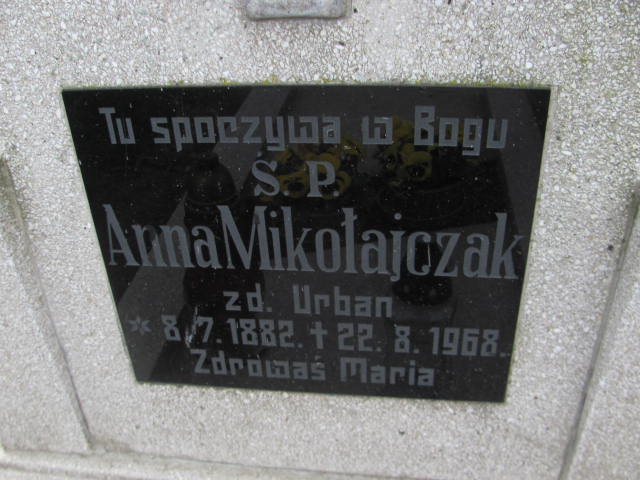 Tu spoczywa w Bogu
Ś. P.
Anna Mikołajczak
zd. Urban
* 8. 7. 1882. † 22. 8. 1968.
Zdrowaś Maria